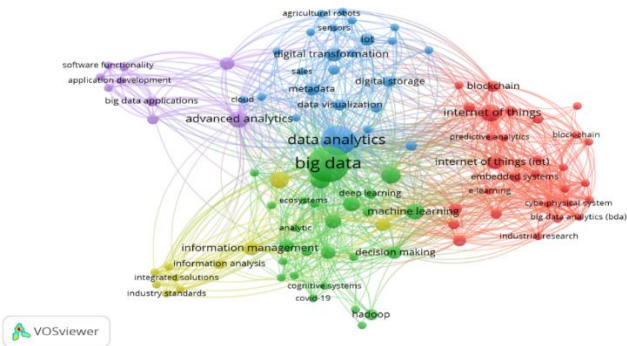 agricultural robots
sensors
iot
digital transformation
software functionality
sales
application development
digital storage
metadata
blockchain
big data applications
cloud
data visualization
internet of things
advanced analytics
predictive analytics
blockchain
data analytics
big data
internet of things (iot)
embedded systems
deep learning
e-learning
ecosystems
cyber-physical system
machine learning
big data analytics (bda)
analytic
industrial research
information management
decision making
information analysis
integrated solutions
cognitive systems
industry standards
covid-19
hadoop
VOSviewer